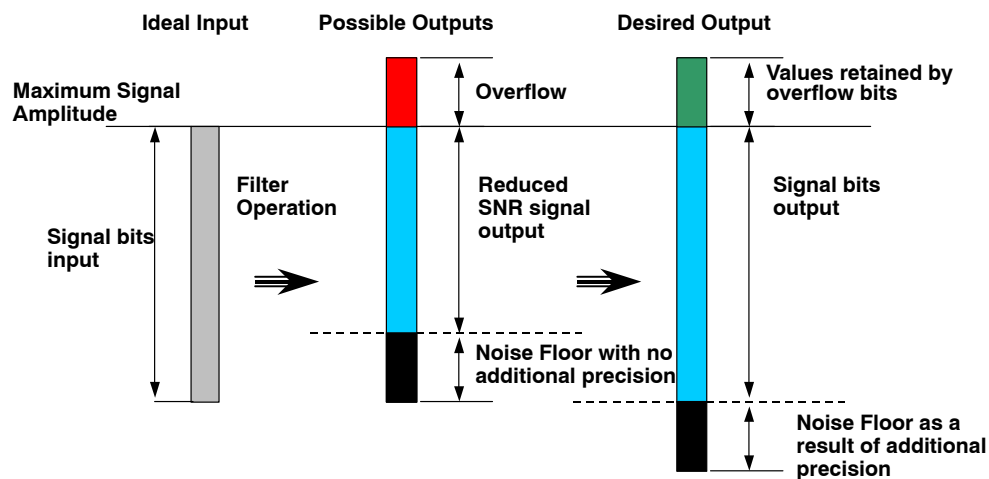 Ideal Input
Possible Outputs
Desired Output
Maximum Signal
Amplitude
Overflow
Values retained by
overflow bits
Signal bits
input
Filter
Operation
Reduced
SNR signal
output
Signal bits
output
Noise Floor with no
additional precision
Noise Floor as a
result of additional
precision